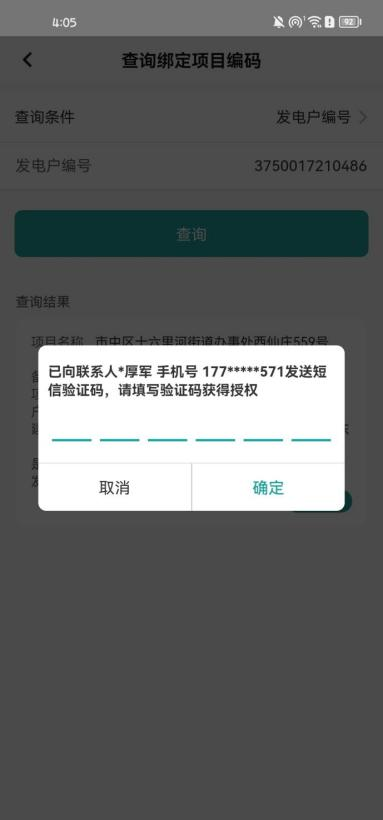 4:05
92
查询绑定项目编码
查询条件 发电户编号
发电户编号 3750017210486
查询
查询结果
项目名称 市中区十六里河街道办事处西仙庄559号
已向联系人*厚军 手机号 177*****571发送短
信验证码，请填写验证码获得授权
取消 确定